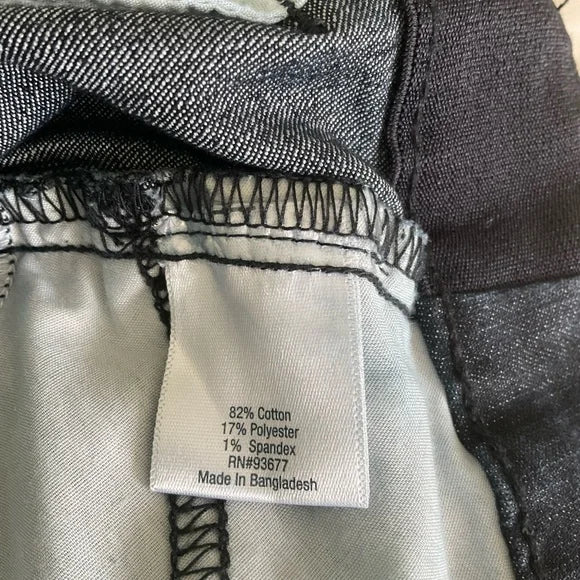 82% Cotton
17% Polyester
1% Spandex
RN#93677
Made In Bangladesh